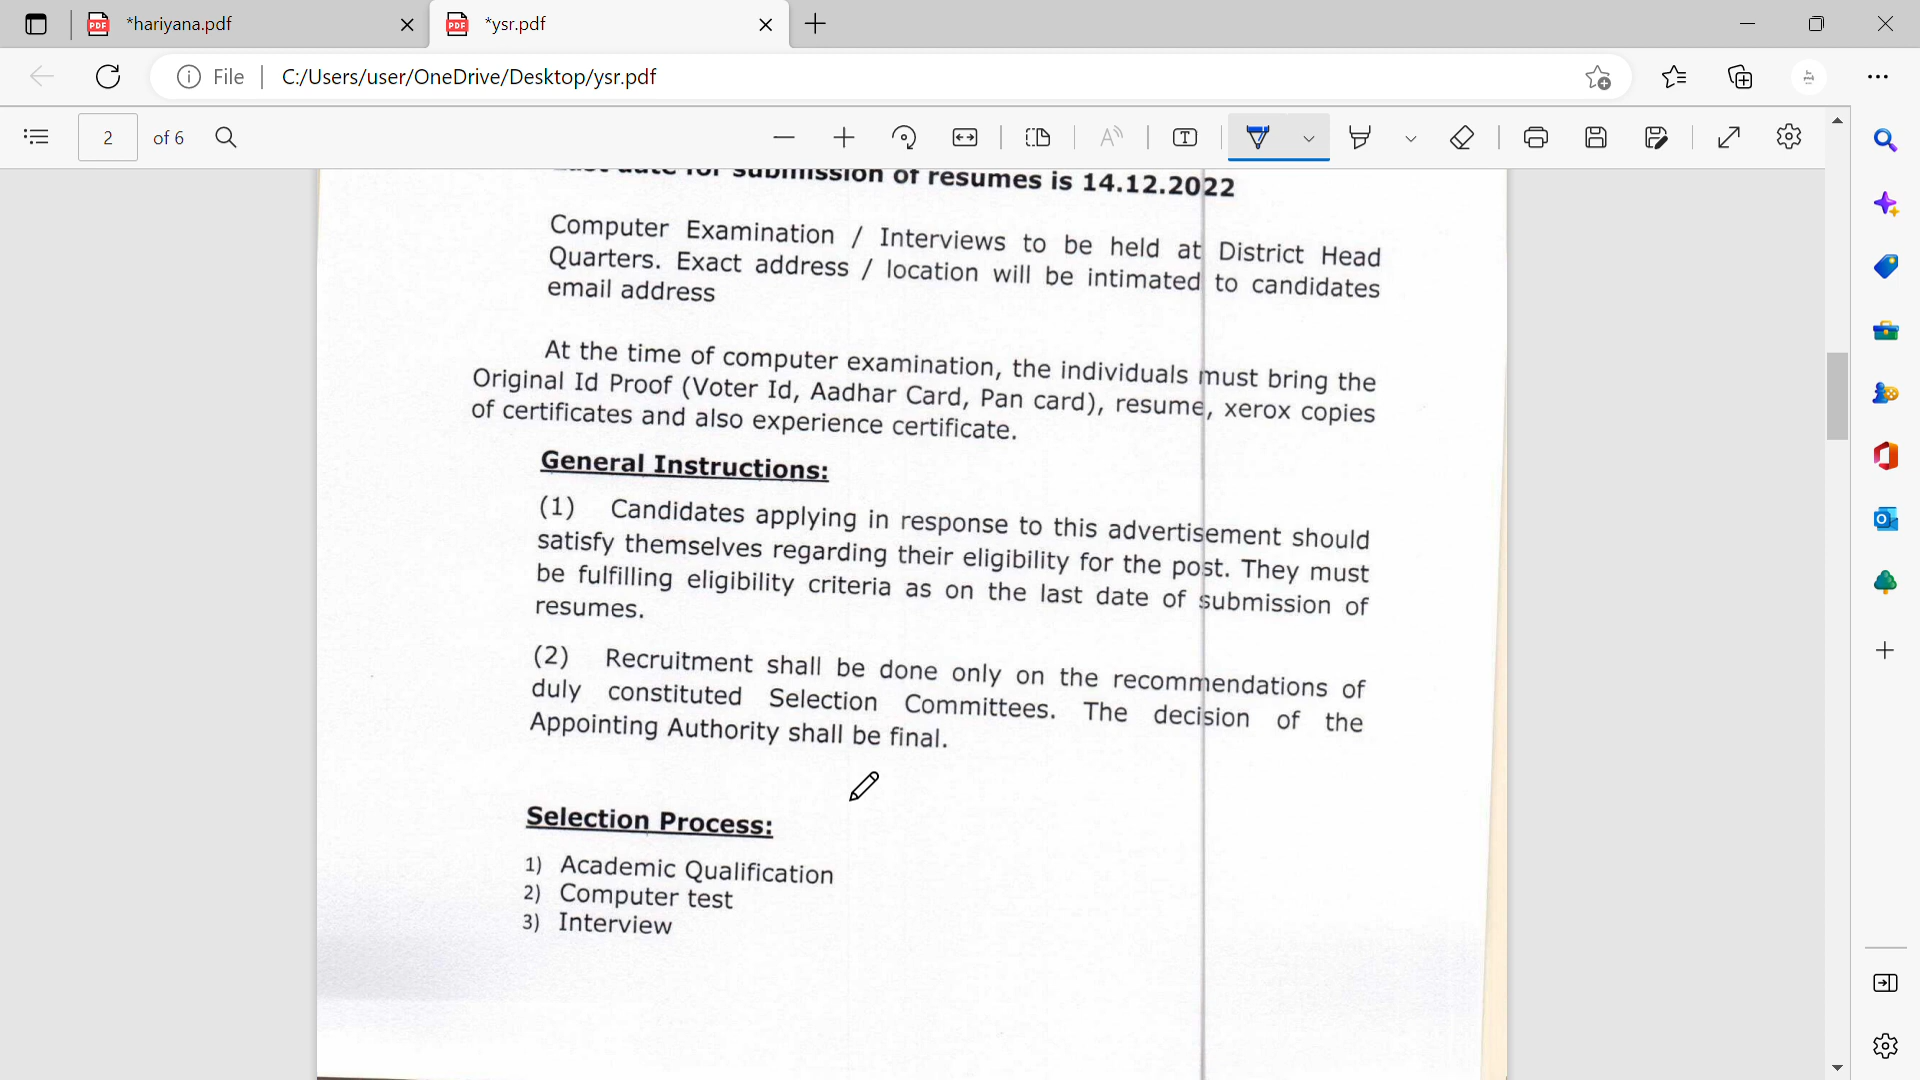 *hariyana.pdf
*ysr.pdf
File
C:/Users/user/OneDrive/Desktop/ysr.pdf
2
of 6
Last date for submission of resumes is 14.12.2022
Computer Examination / Interviews to be held at District Head
Quarters. Exact address / location will be intimated to candidates
email address
At the time of computer examination, the individuals must bring the
Original Id Proof (Voter Id, Aadhar Card, Pan card), resume, xerox copies
of certificates and also experience certificate.
General Instructions:
(1) Candidates applying in response to this advertisement should
satisfy themselves regarding their eligibility for the post. They must
be fulfilling eligibility criteria as on the last date of submission of
resumes.
(2) Recruitment shall be done only on the recommendations of
duly constituted Selection Committees. The decision of the
Appointing Authority shall be final.
Selection Process:
1) Academic Qualification
2) Computer test
3) Interview